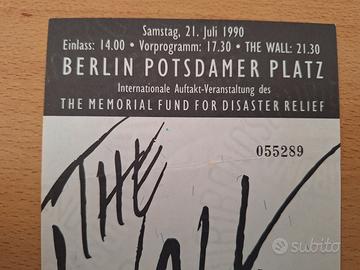 Samstag, 21. Juli 1990
Einlass: 14.00 • Vorprogramm: 17.30 • THE WALL: 21.30
BERLIN POTSDAMER PLATZ
Internationale Auftakt-Veranstaltung des
THE MEMORIAL FUND FOR DISASTER RELIEF
055289
THE
subito